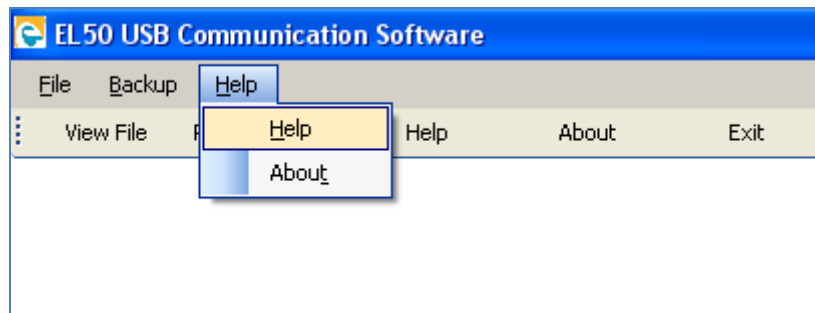 EL50 USB Communication Software
File Backup Help
View File Help Help About Exit
About